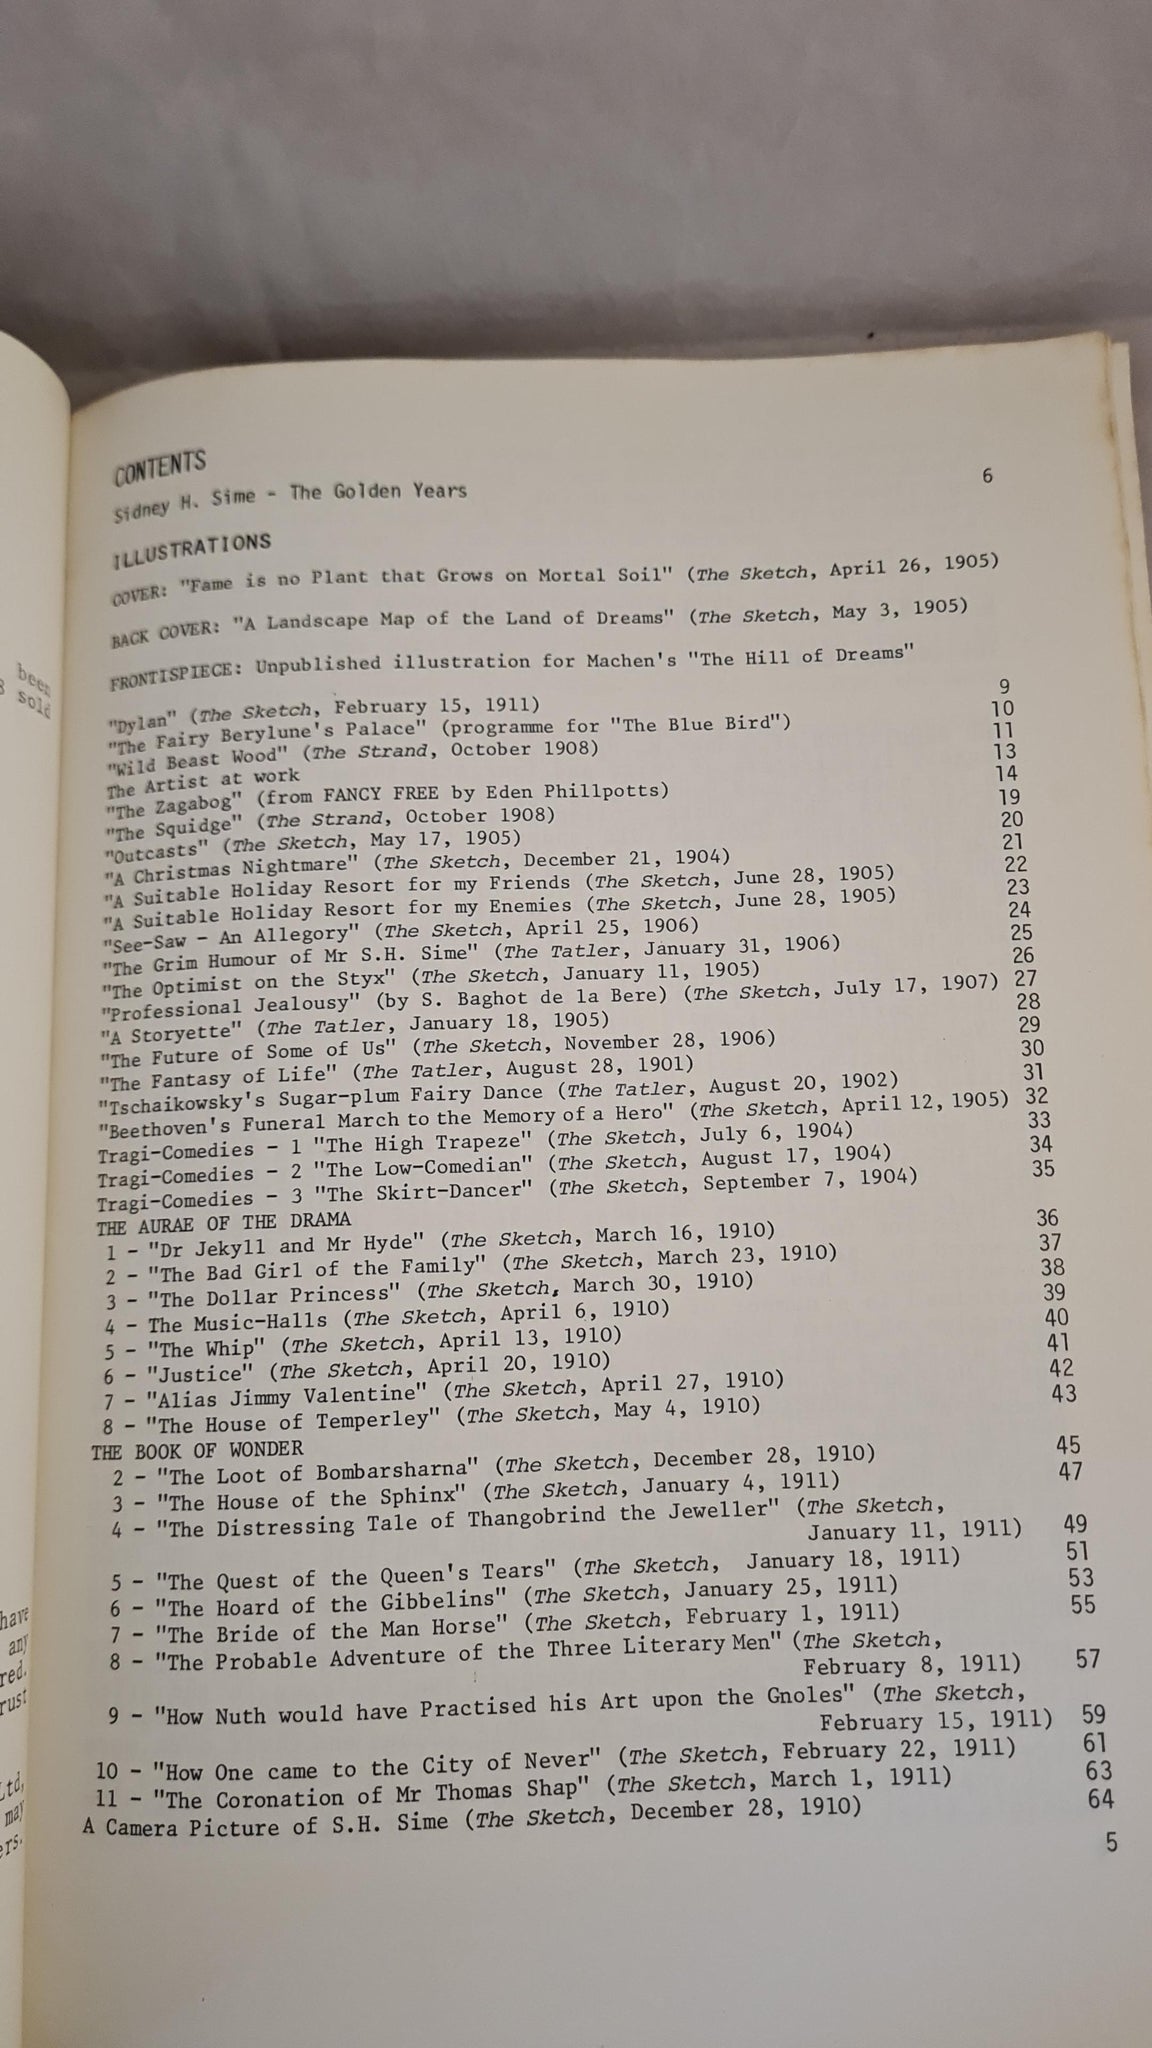 been
8 sold
have
any
red.
rust
Ltd,
may
ers.
CONTENTS
Sidney H. Sime - The Golden Years 6
ILLUSTRATIONS
COVER: "Fame is no Plant that Grows on Mortal Soil" (The Sketch, April 26, 1905)
BACK COVER: "A Landscape Map of the Land of Dreams" (The Sketch, May 3, 1905)
FRONTISPIECE: Unpublished illustration for Machen's "The Hill of Dreams"
"Dylan" (The Sketch, February 15, 1911) 9
"The Fairy Berylune's Palace" (programme for "The Blue Bird") 10
"Wild Beast Wood" (The Strand, October 1908) 11
The Artist at work 13
"The Zagabog" (from FANCY FREE by Eden Phillpotts) 14
"The Squidge" (The Strand, October 1908) 19
"Outcasts" (The Sketch, May 17, 1905) 20
"A Christmas Nightmare" (The Sketch, December 21, 1904) 21
"A Suitable Holiday Resort for my Friends (The Sketch, June 28, 1905) 22
"A Suitable Holiday Resort for my Enemies (The Sketch, June 28, 1905) 23
"See-Saw - An Allegory" (The Sketch, April 25, 1906) 24
"The Grim Humour of Mr S.H. Sime" (The Tatler, January 31, 1906) 25
"The Optimist on the Styx" (The Sketch, January 11, 1905) 26
"Professional Jealousy" (by S. Baghot de la Bere) (The Sketch, July 17, 1907) 27
"A Storyette" (The Tatler, January 18, 1905) 28
"The Future of Some of Us" (The Sketch, November 28, 1906) 29
"The Fantasy of Life" (The Tatler, August 28, 1901) 30
"Tschaikowsky's Sugar-plum Fairy Dance (The Tatler, August 20, 1902) 31
"Beethoven's Funeral March to the Memory of a Hero" (The Sketch, April 12, 1905) 32
Tragi-Comedies - 1 "The High Trapeze" (The Sketch, July 6, 1904) 33
Tragi-Comedies - 2 "The Low-Comedian" (The Sketch, August 17, 1904) 34
Tragi-Comedies - 3 "The Skirt-Dancer" (The Sketch, September 7, 1904) 35
THE AURAE OF THE DRAMA
1 - "Dr Jekyll and Mr Hyde" (The Sketch, March 16, 1910) 36
2 - "The Bad Girl of the Family" (The Sketch, March 23, 1910) 37
3 - "The Dollar Princess" (The Sketch, March 30, 1910) 38
4 - The Music-Halls (The Sketch, April 6, 1910) 39
5 - "The Whip" (The Sketch, April 13, 1910) 40
6 - "Justice" (The Sketch, April 20, 1910) 41
7 - "Alias Jimmy Valentine" (The Sketch, April 27, 1910) 42
8 - "The House of Temperley" (The Sketch, May 4, 1910) 43
THE BOOK OF WONDER
2 - "The Loot of Bombarsharna" (The Sketch, December 28, 1910) 45
3 - "The House of the Sphinx" (The Sketch, January 4, 1911) 47
4 - "The Distressing Tale of Thangobrind the Jeweller" (The Sketch,
January 11, 1911) 49
5 - "The Quest of the Queen's Tears" (The Sketch, January 18, 1911) 51
6 - "The Hoard of the Gibbelins" (The Sketch, January 25, 1911) 53
7 - "The Bride of the Man Horse" (The Sketch, February 1, 1911) 55
8 - "The Probable Adventure of the Three Literary Men" (The Sketch,
February 8, 1911) 57
9 - "How Nuth would have Practised his Art upon the Gnoles" (The Sketch,
February 15, 1911) 59
10 - "How One came to the City of Never" (The Sketch, February 22, 1911) 61
11 - "The Coronation of Mr Thomas Shap" (The Sketch, March 1, 1911) 63
A Camera Picture of S.H. Sime (The Sketch, December 28, 1910) 64
5